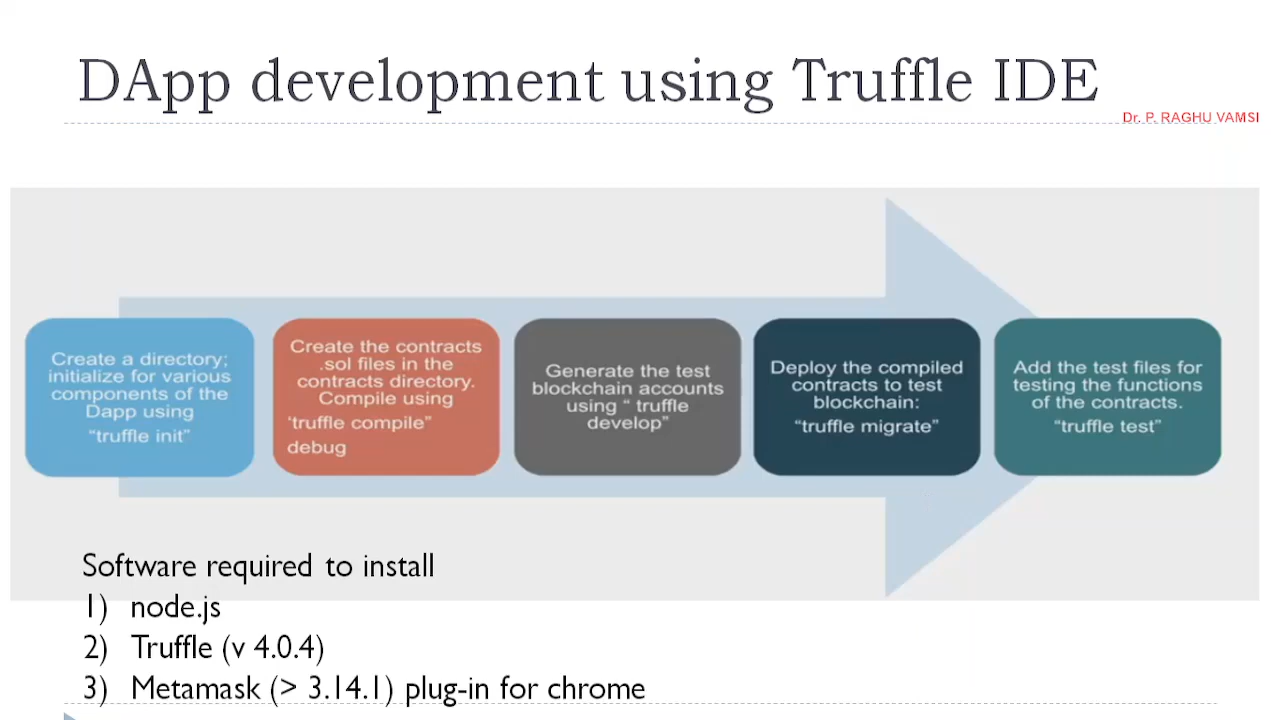 DApp development using Truffle IDE
Dr. P. RAGHU VAMSI
Create a directory;
initialize for various
components of the
Dapp using
“truffle init”
Create the contracts
.sol files in the
contracts directory.
Compile using
‘truffle compile”
debug
Generate the test
blockchain accounts
using “ truffle
develop”
Deploy the compiled
contracts to test
blockchain:
“truffle migrate”
Add the test files for
testing the functions
of the contracts.
“truffle test”
Software required to install
1) node.js
2) Truffle (v 4.0.4)
3) Metamask (> 3.14.1) plug-in for chrome